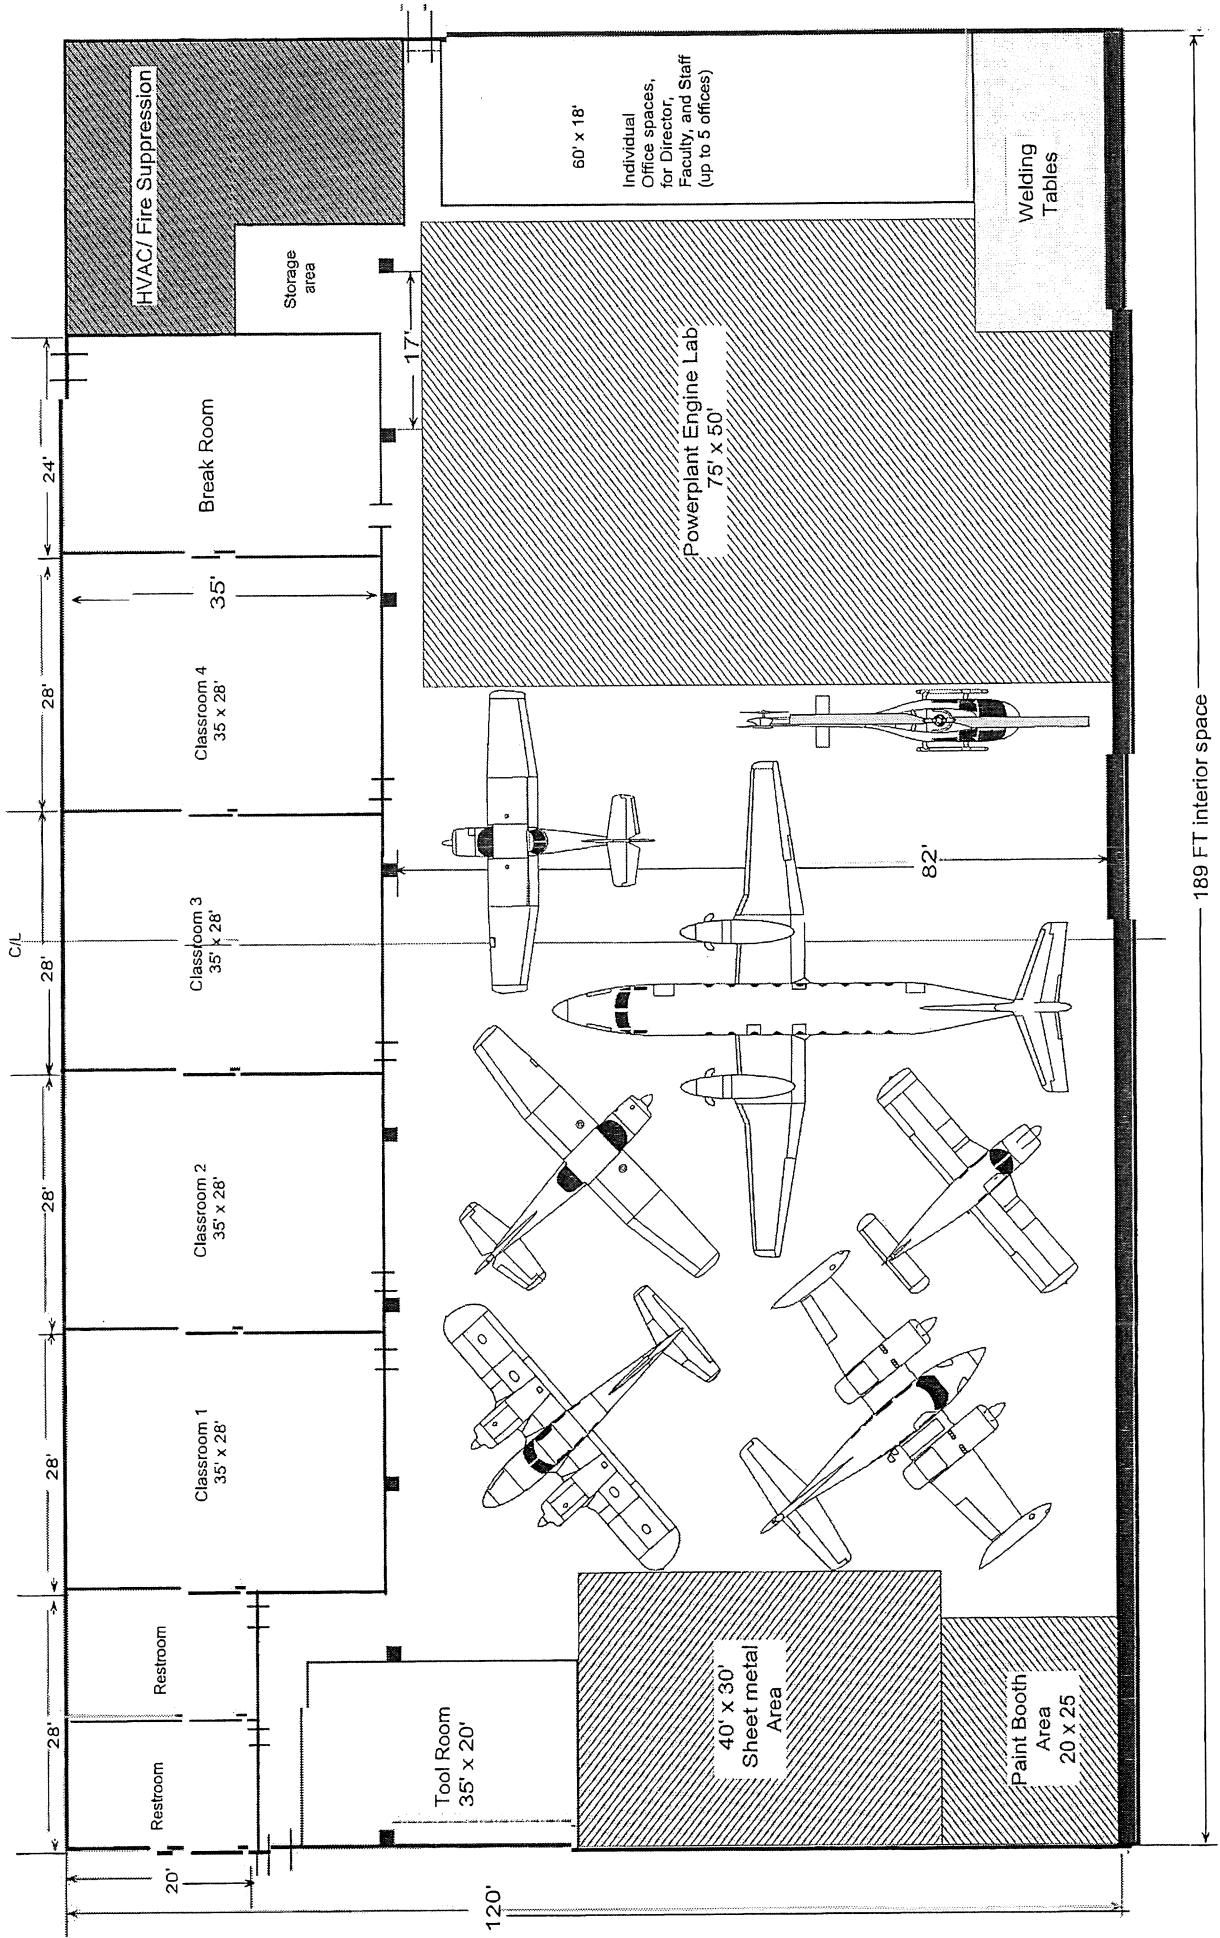 HVAC/ Fire Suppression
Storage
area
60' x 18'
Individual
Office spaces,
for Director,
Faculty, and Staff
(up to 5 offices)
Welding
Tables
24'
Break Room
17'
Powerplant Engine Lab
75' x 50'
35'
28'
Classroom 4
35 x 28'
C/L
28'
Classroom 3
35' x 28'
82'
189 FT interior space
28'
Classroom 2
35' x 28'
28'
Classroom 1
35' x 28'
28'
Restroom
Restroom
Tool Room
35' x 20'
40' x 30'
Sheet metal
Area
Paint Booth
Area
20 x 25
20'
120'